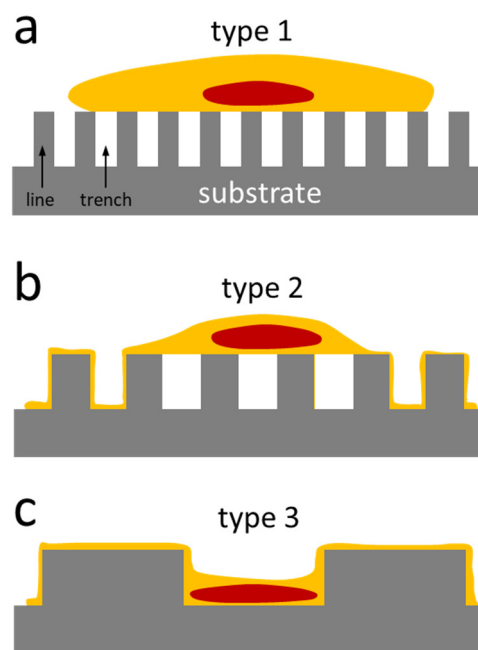 a
type 1
line
trench
substrate
b
type 2
c
type 3